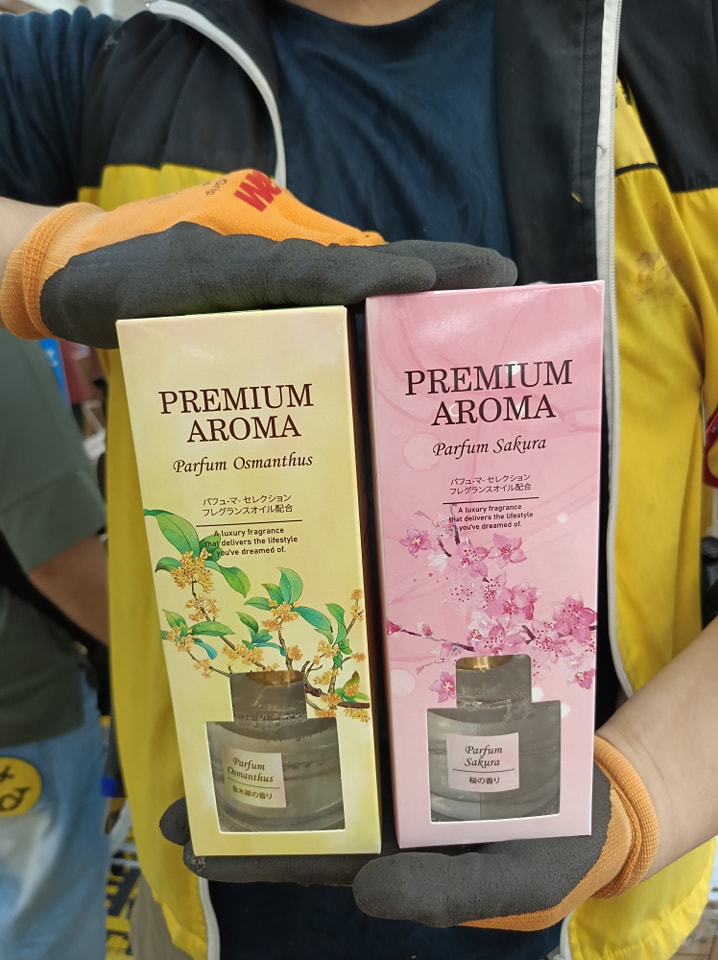 PREMIUM
AROMA
Parfum Osmanthus
パフュ-マ- セレクション
フレグランスオイル配合
A luxury fragrance
that delivers the lifestyle
you've dreamed of.
Parfum
Osmanthus
金木犀の香り
PREMIUM
AROMA
Parfum Sakura
パフュ-マ- セレクション
フレグランスオイル配合
A luxury fragrance
that delivers the lifestyle
you've dreamed of.
Parfum
Sakura
桜の香り